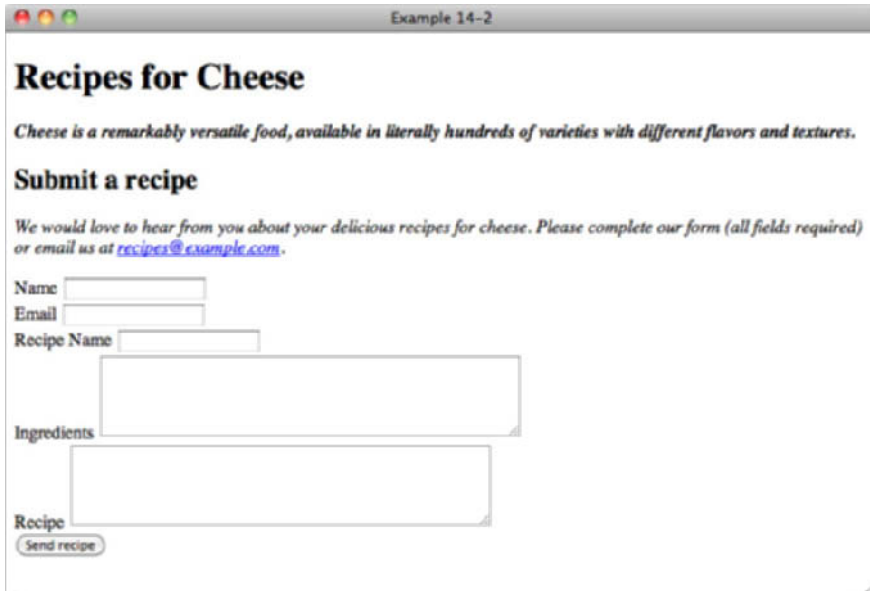 Example 14-2
Recipes for Cheese
Cheese is a remarkably versatile food, available in literally hundreds of varieties with different flavors and textures.
Submit a recipe
We would love to hear from you about your delicious recipes for cheese. Please complete our form (all fields required)
or email us at recipes@example.com.
Name
Email
Recipe Name
Ingredients
Recipe
Send recipe